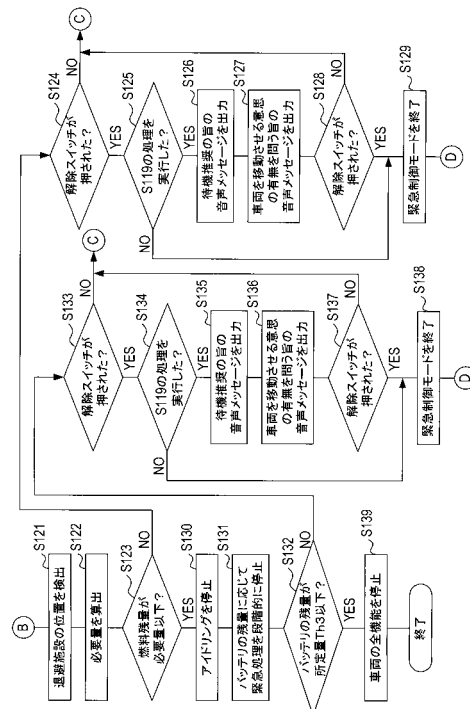 B
S121
退避施設の位置を検出
S122
必要量を算出
S123
燃料残量が
必要量以下?
NO
YES
S130
アイドリングを停止
S131
バッテリの残量に応じて
緊急処理を段階的に停止
S132
バッテリの残量が
所定量Th3以下?
NO
YES
S139
車両の全機能を停止
終了
S133
解除スイッチが
押された?
NO
C
YES
S134
S119の処理を
実行した?
NO
YES
S135
待機推奨の旨の
音声メッセージを出力
S136
車両を移動させる意思
の有無を問う旨の
音声メッセージを出力
S137
解除スイッチが
押された?
NO
YES
S138
緊急制御モードを終了
D
S124
解除スイッチが
押された?
NO
C
YES
S125
S119の処理を
実行した?
NO
YES
S126
待機推奨の旨の
音声メッセージを出力
S127
車両を移動させる意思
の有無を問う旨の
音声メッセージを出力
S128
解除スイッチが
押された?
NO
YES
S129
緊急制御モードを終了
D